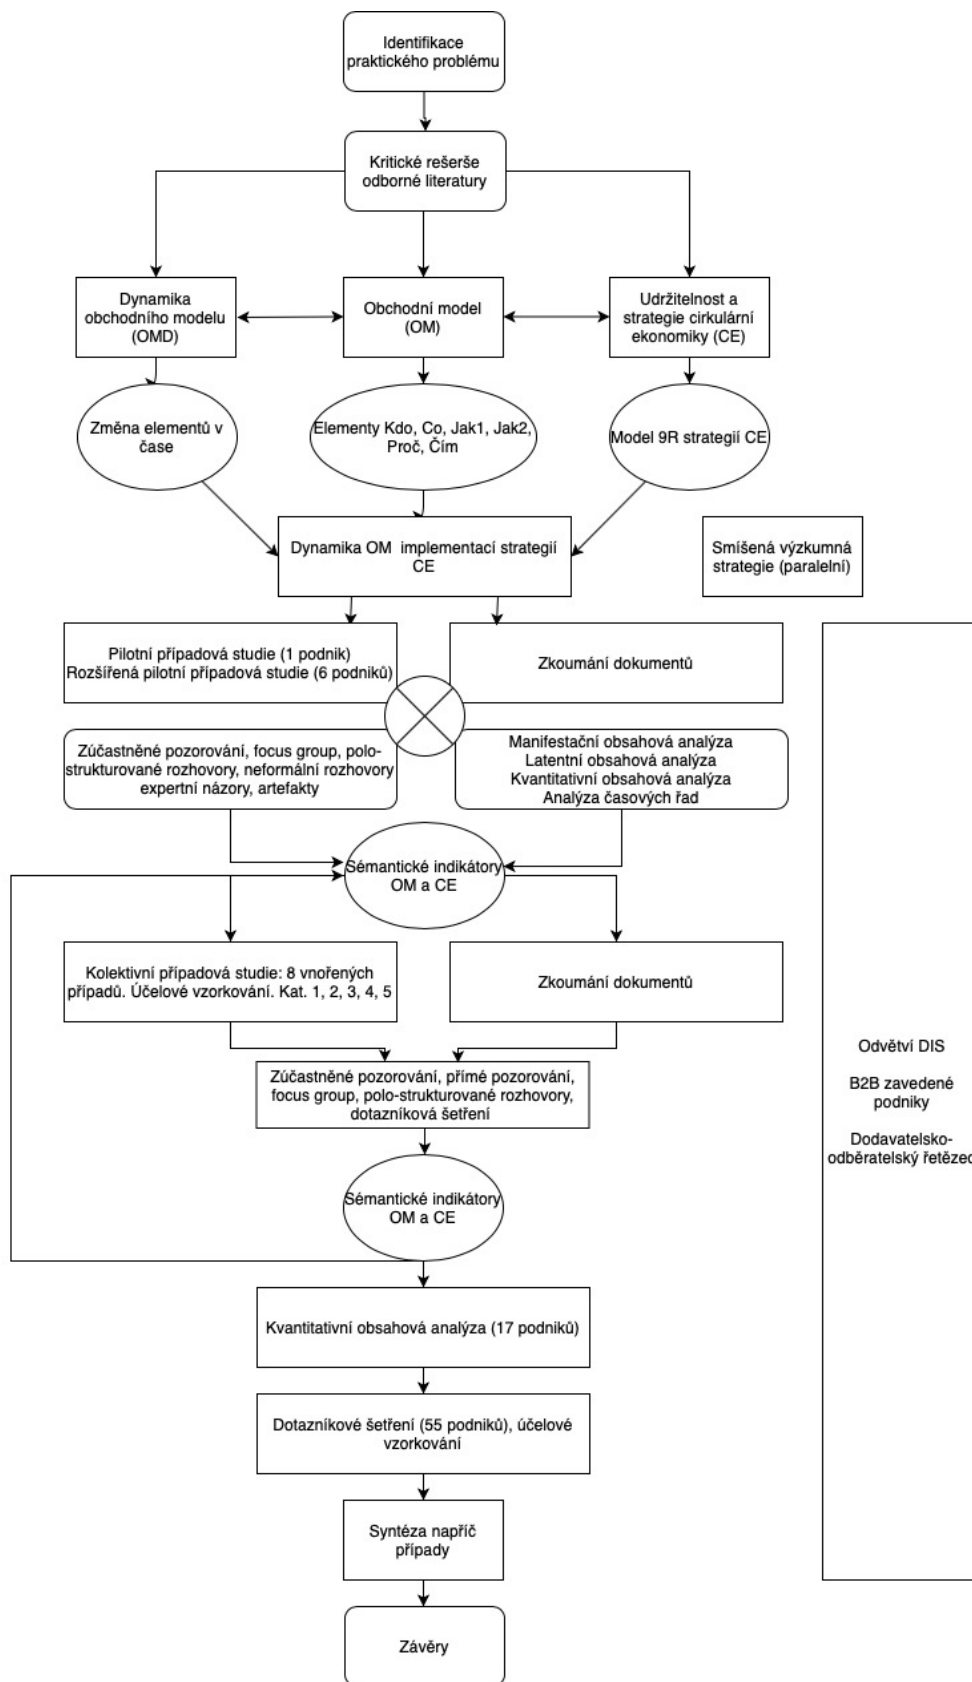 Identifikace
praktického problému
Kritické rešerše
odborné literatury
Dynamika
obchodního modelu
(OMD)
Obchodní model
(OM)
Udržitelnost a
strategie cirkulární
ekonomiky (CE)
Změna elementů v
čase
Elementy Kdo, Co, Jak1, Jak2,
Proč, Čím
Model 9R strategií CE
Dynamika OM implementací strategií
CE
Smíšená výzkumná
strategie (paralelní)
Pilotní případová studie (1 podnik)
Rozšířená pilotní případová studie (6 podniků)
Zkoumání dokumentů
Zúčastněné pozorování, focus group, polo-
strukturované rozhovory, neformální rozhovory
expertní názory, artefakty
Manifestační obsahová analýza
Latentní obsahová analýza
Kvantitativní obsahová analýza
Analýza časových řad
Sémantické indikátory
OM a CE
Kolektivní případová studie: 8 vnořených
případů. Účelové vzorkování. Kat. 1, 2, 3, 4, 5
Zkoumání dokumentů
Zúčastněné pozorování, přímé pozorování,
focus group, polo-strukturované rozhovory,
dotazníková šetření
Sémantické indikátory
OM a CE
Kvantitativní obsahová analýza (17 podniků)
Dotazníkové šetření (55 podniků), účelové
vzorkování
Syntéza napříč
případy
Závěry
Odvětví DIS
B2B zavedené
podniky
Dodavatelsko-
odběratelský řetězec